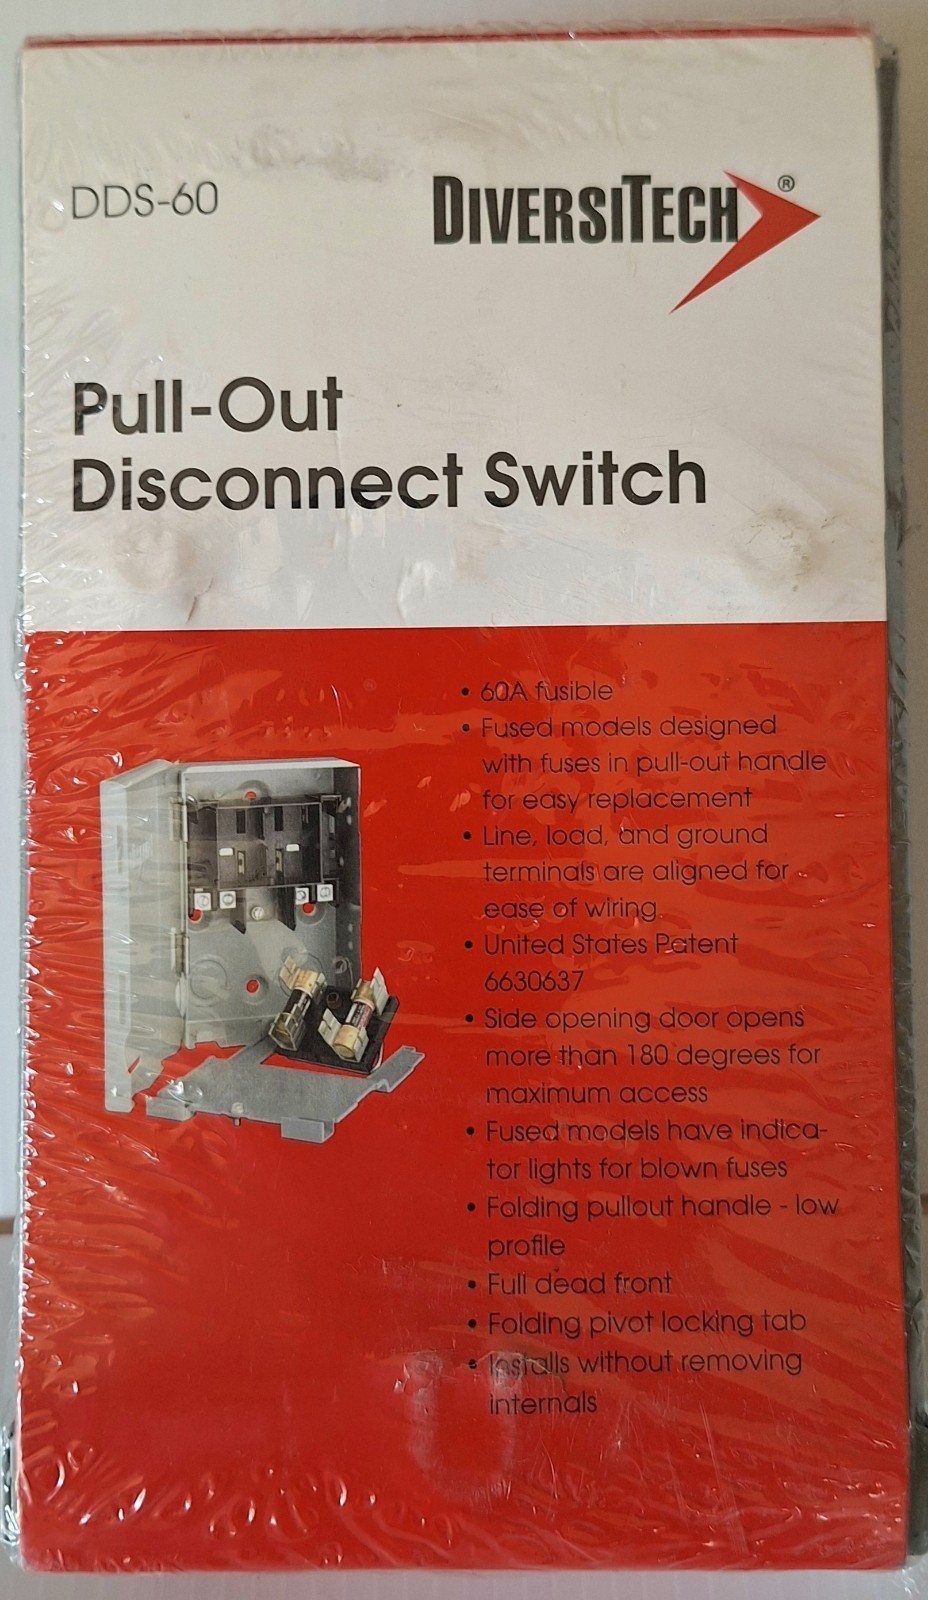 DDS-60
DIVERSITECH®
Pull-Out
Disconnect Switch
• 60A fusible
• Fused models designed
with fuses in pull-out handle
for easy replacement
• Line, load, and ground
terminals are aligned for
ease of wiring
• United States Patent
6630637
• Side opening door opens
more than 180 degrees for
maximum access
• Fused models have indica-
tor lights for blown fuses
• Folding pullout handle - low
profile
• Full dead front
• Folding pivot locking tab
• Installs without removing
internals